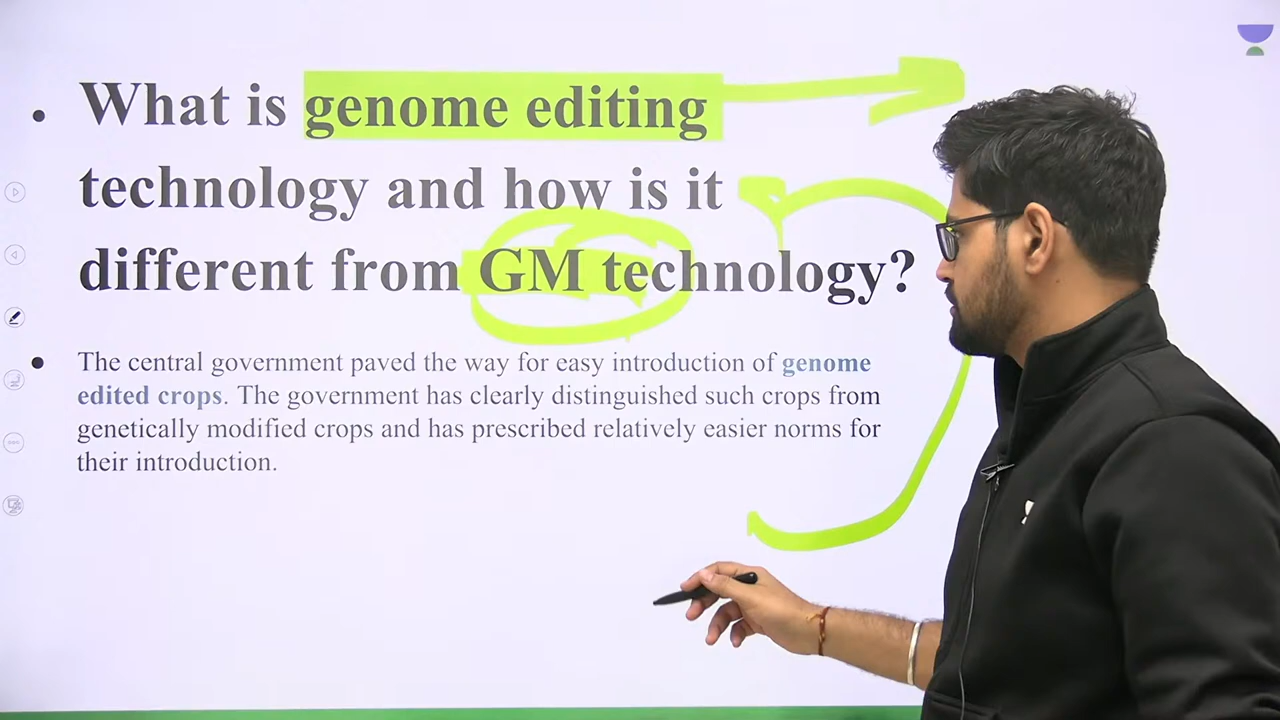 What is genome editing
technology and how is it
different from GM technology?
The central government paved the way for easy introduction of genome
edited crops. The government has clearly distinguished such crops from
genetically modified crops and has prescribed relatively easier norms for
their introduction.